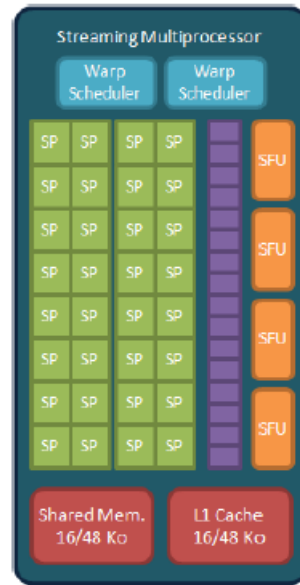 Streaming Multiprocessor
Warp Scheduler
Warp Scheduler
SP SP SP SP SFU
SP SP SP SP
SP SP SP SP SFU
SP SP SP SP
SP SP SP SP SFU
SP SP SP SP
SP SP SP SP SFU
SP SP SP SP
Shared Mem.
16/48 Ko
L1 Cache
16/48 Ko